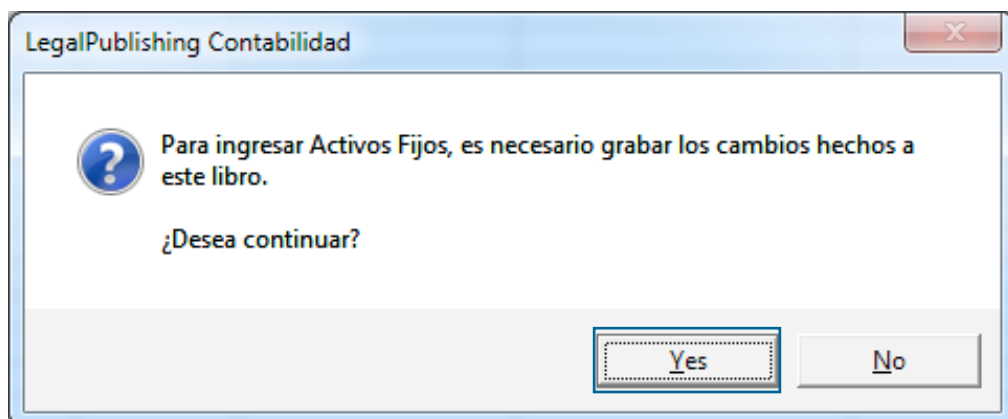 LegalPublishing Contabilidad
Para ingresar Activos Fijos, es necesario grabar los cambios hechos a
este libro.
¿Desea continuar?
Yes
No